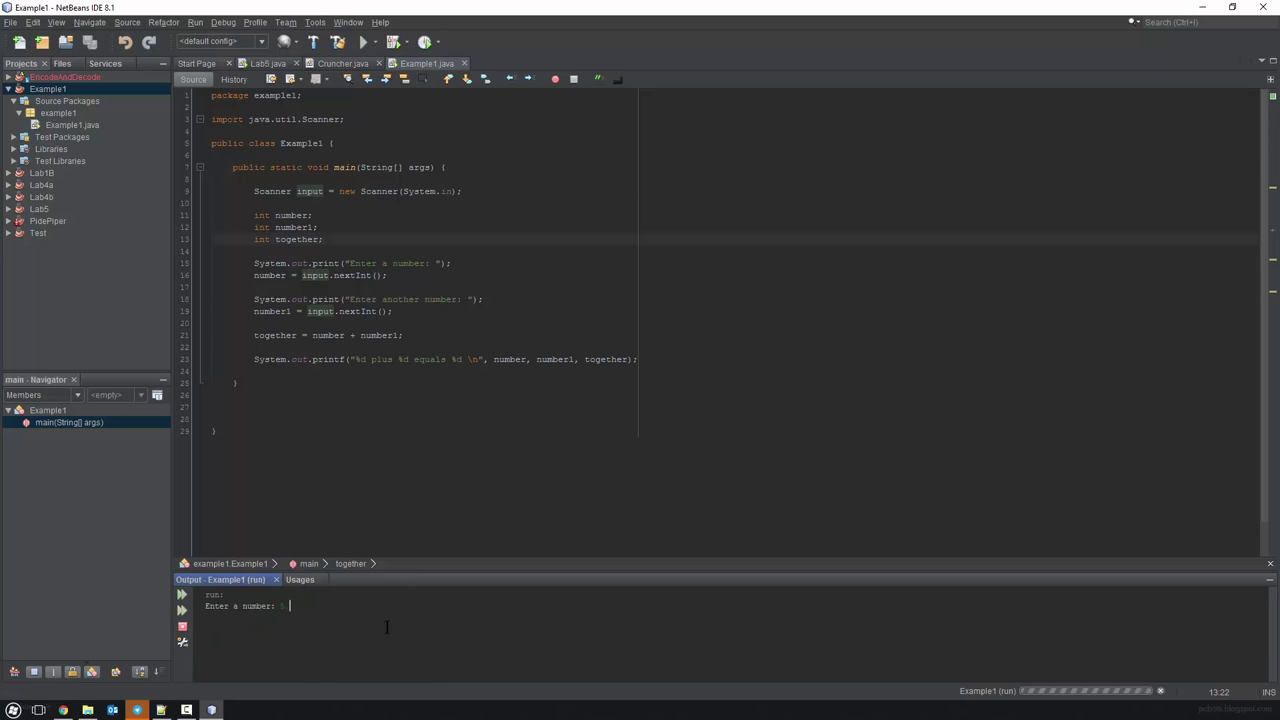 Example1 - NetBeans IDE 8.1
File Edit View Navigate Source Refactor Run Debug Profile Team Tools Window Help
Search (Ctrl+I)
<default config>
Projects × Files Services
Start Page Lab5.java Cruncher.java Example1.java
Source History
EncodeAndDecode
Example1
Source Packages
example1
Example1.java
Test Packages
Libraries
Test Libraries
Lab1B
Lab4a
Lab4b
Lab5
PidePiper
Test
1 package example1;
2
3 import java.util.Scanner;
4
5 public class Example1 {
6
7 public static void main(String[] args) {
8
9 Scanner input = new Scanner(System.in);
10
11 int number;
12 int number1;
13 int together;
14
15 System.out.print("Enter a number: ");
16 number = input.nextInt();
17
18 System.out.print("Enter another number: ");
19 number1 = input.nextInt();
20
21 together = number + number1;
22
23 System.out.printf("%d plus %d equals %d \n", number, number1, together);
24
25 }
26
27
28
29 }
main - Navigator ×
Members <empty>
Example1
main(String[] args)
example1.Example1 main together
Output - Example1 (run) × Usages
run:
Enter a number:
Example1 (run)
13:22 INS